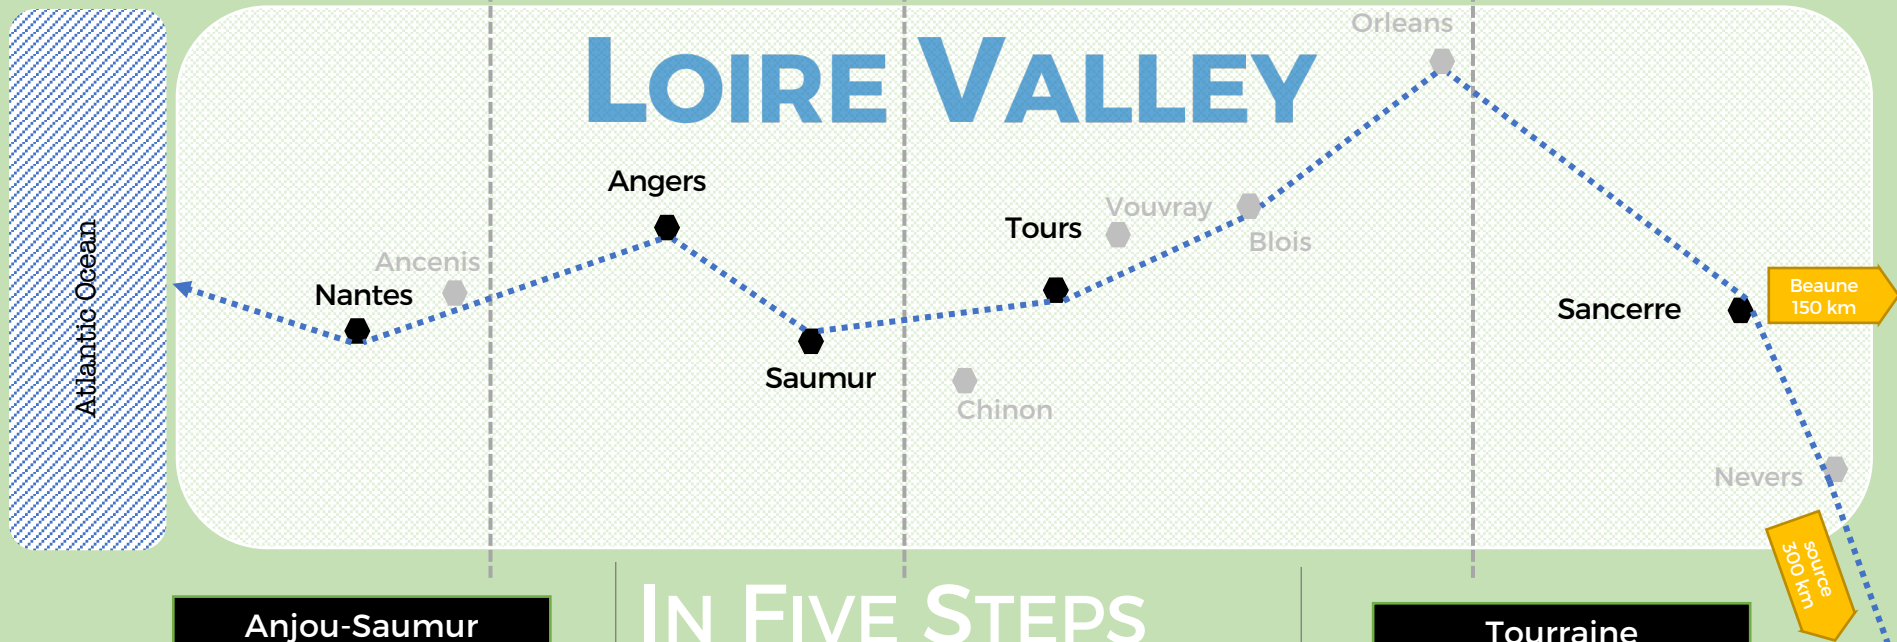 Orleans
LOIRE VALLEY
Angers
Vouvray
Tours
Blois
Ancenis
Nantes
Atlantic Ocean
Beaune
150 km
Sancerre
Saumur
Chinon
Nevers
source
300 km
IN FIVE STEPS
Anjou-Saumur
Tourraine